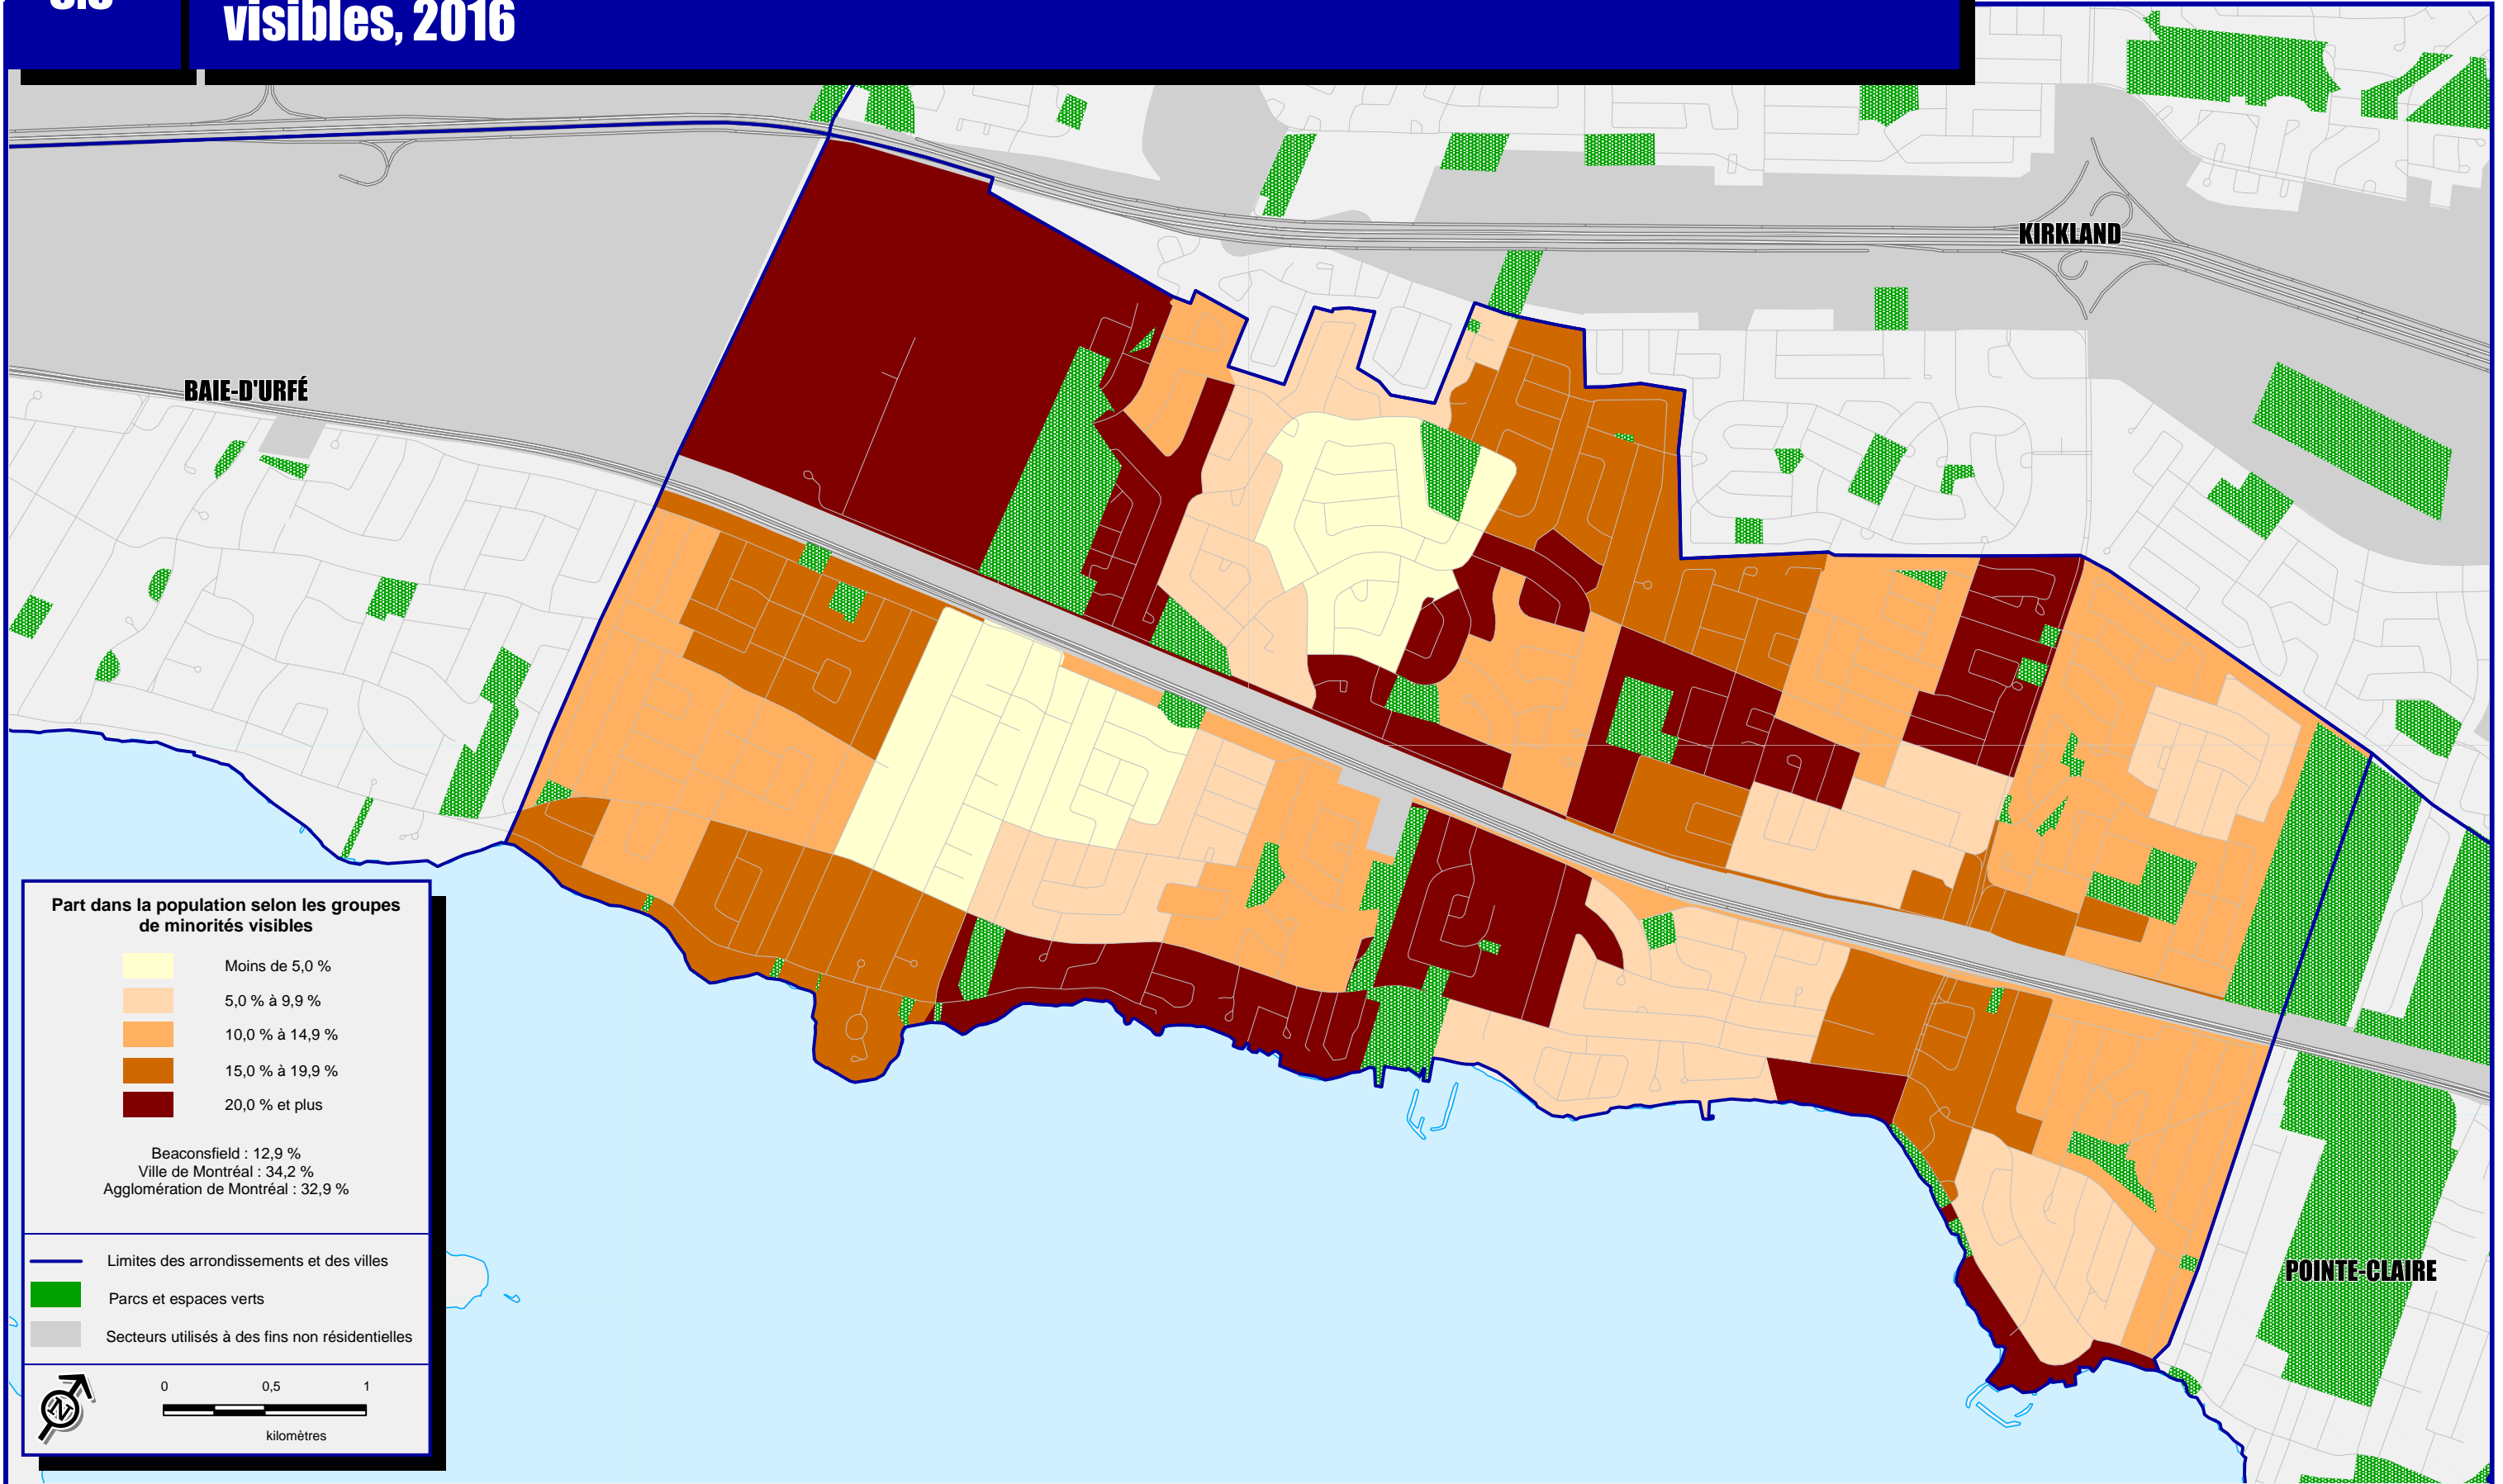 visibles, 2016
KIRKLAND
BAIE-D'URFÉ
POINTE-CLAIRE
Part dans la population selon les groupes
de minorités visibles
Moins de 5,0 %
5,0 % à 9,9 %
10,0 % à 14,9 %
15,0 % à 19,9 %
20,0 % et plus
Beaconsfield : 12,9 %
Ville de Montréal : 34,2 %
Agglomération de Montréal : 32,9 %
Limites des arrondissements et des villes
Parcs et espaces verts
Secteurs utilisés à des fins non résidentielles
N
0 0,5 1
kilomètres